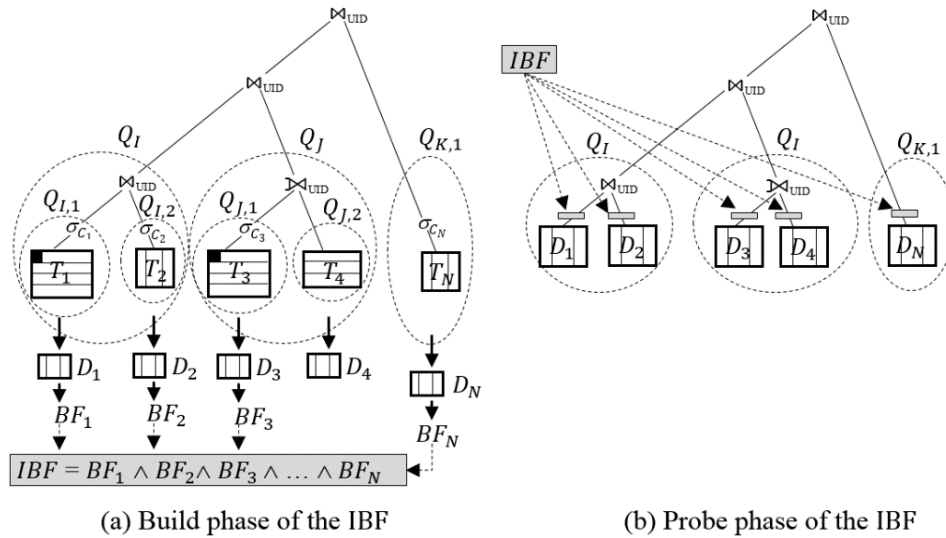 ⋈UID
⋈UID
Q_I
Q_J
Q_{K,1}
⋈UID
⋊UID
Q_{I,1}
Q_{I,2}
Q_{J,1}
Q_{J,2}
σ_{C_1}
σ_{C_2}
σ_{C_3}
σ_{C_N}
T_1
T_2
T_3
T_4
T_N
D_1
D_2
D_3
D_4
D_N
BF_1
BF_2
BF_3
BF_N
IBF = BF_1 ∧ BF_2 ∧ BF_3 ∧ … ∧ BF_N
(a) Build phase of the IBF
⋈UID
IBF
⋈UID
Q_I
Q_I
Q_{K,1}
⋈UID
⋊UID
D_1
D_2
D_3
D_4
D_N
(b) Probe phase of the IBF